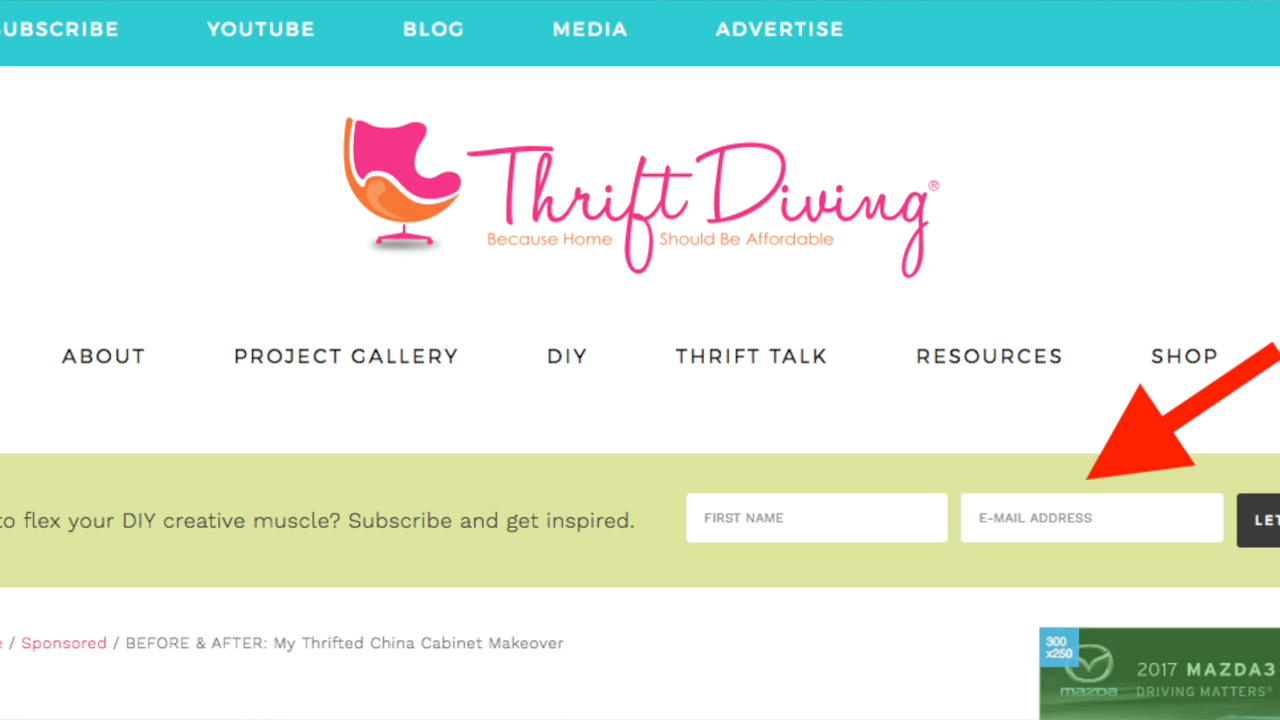 SUBSCRIBE YOUTUBE BLOG MEDIA ADVERTISE
Thrift Diving®
Because Home Should Be Affordable
ABOUT PROJECT GALLERY DIY THRIFT TALK RESOURCES SHOP
to flex your DIY creative muscle? Subscribe and get inspired.
FIRST NAME E-MAIL ADDRESS LET
/ Sponsored / BEFORE & AFTER: My Thrifted China Cabinet Makeover
300
x250
2017 MAZDA3
mazda DRIVING MATTERS®